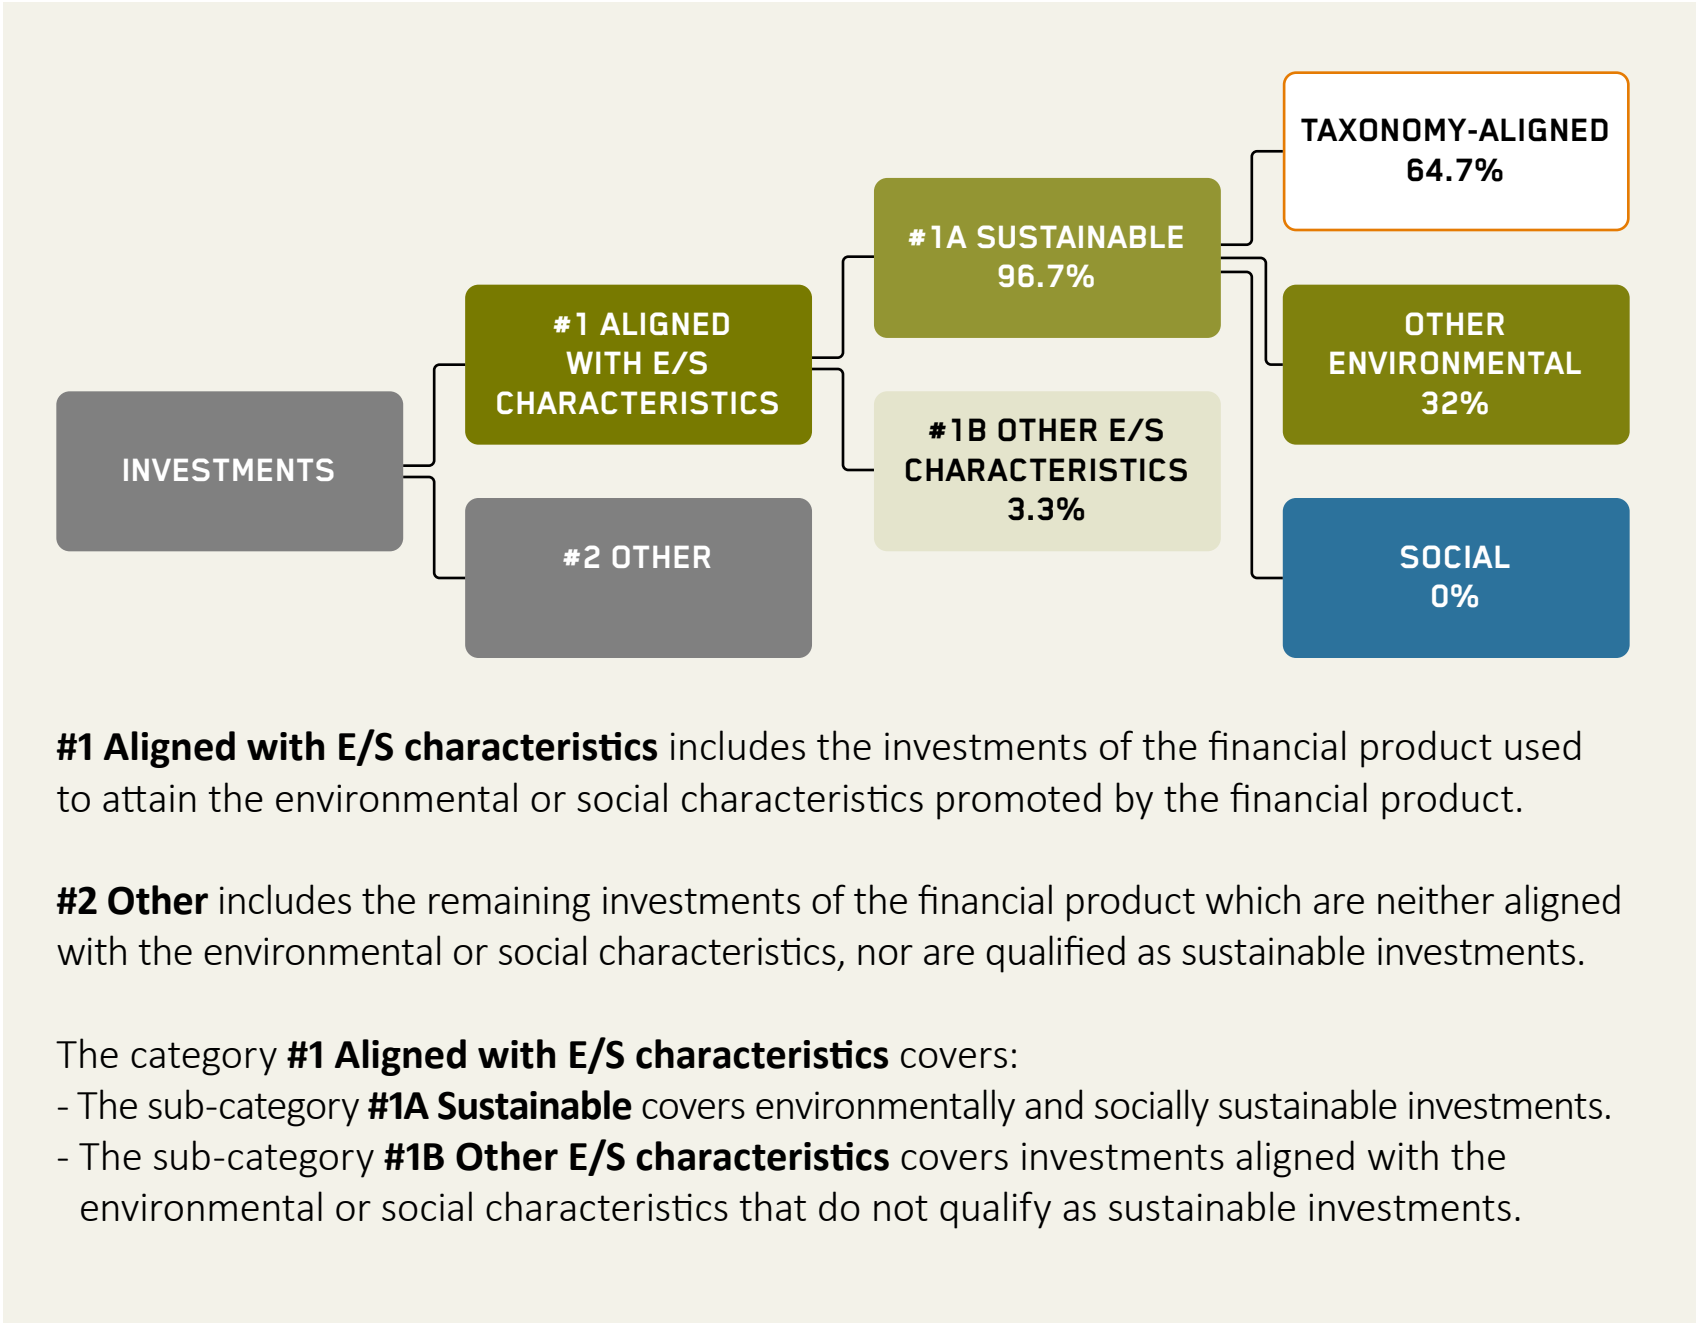 INVESTMENTS
#1 ALIGNED
WITH E/S
CHARACTERISTICS
#2 OTHER
#1A SUSTAINABLE
96.7%
#1B OTHER E/S
CHARACTERISTICS
3.3%
TAXONOMY-ALIGNED
64.7%
OTHER
ENVIRONMENTAL
32%
SOCIAL
0%
#1 Aligned with E/S characteristics includes the investments of the financial product used
to attain the environmental or social characteristics promoted by the financial product.
#2 Other includes the remaining investments of the financial product which are neither aligned
with the environmental or social characteristics, nor are qualified as sustainable investments.
The category #1 Aligned with E/S characteristics covers:
- The sub-category #1A Sustainable covers environmentally and socially sustainable investments.
- The sub-category #1B Other E/S characteristics covers investments aligned with the
environmental or social characteristics that do not qualify as sustainable investments.